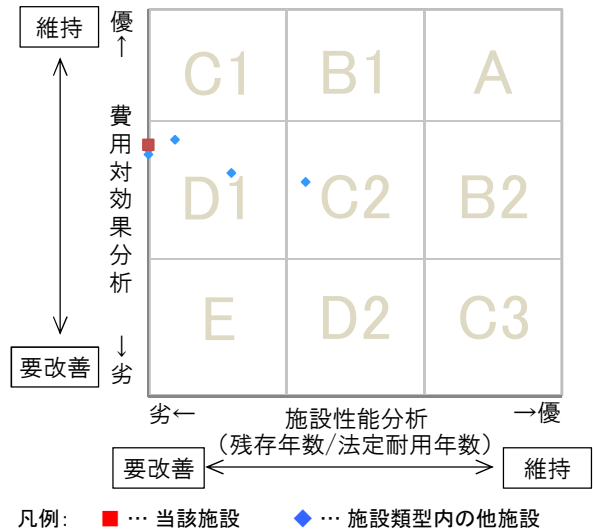 維持
優
↑
費用対効果分析
↓
劣
要改善
C1 B1 A
D1 C2 B2
E D2 C3
劣← 施設性能分析 →優
（残存年数/法定耐用年数）
要改善 維持
凡例: ■ … 当該施設 ◆ … 施設類型内の他施設